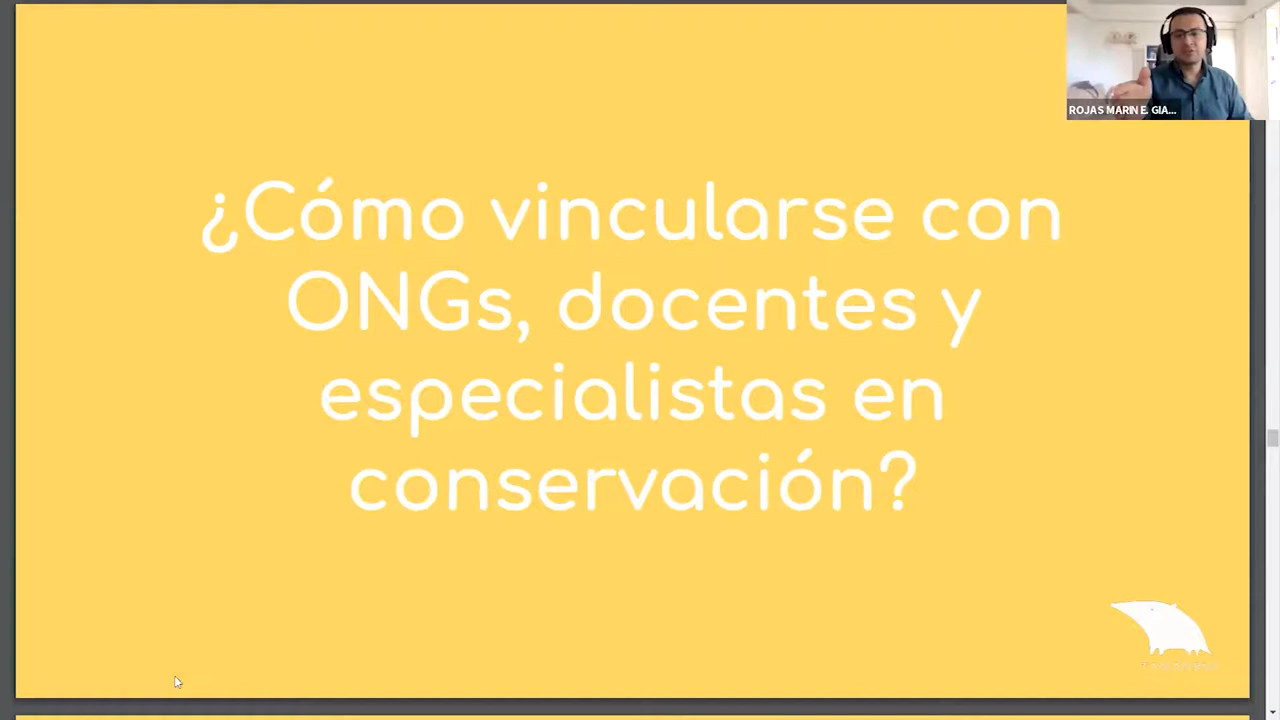 ROJAS MARIN E. GIA...
¿Cómo vincularse con
ONGs, docentes y
especialistas en
conservación?